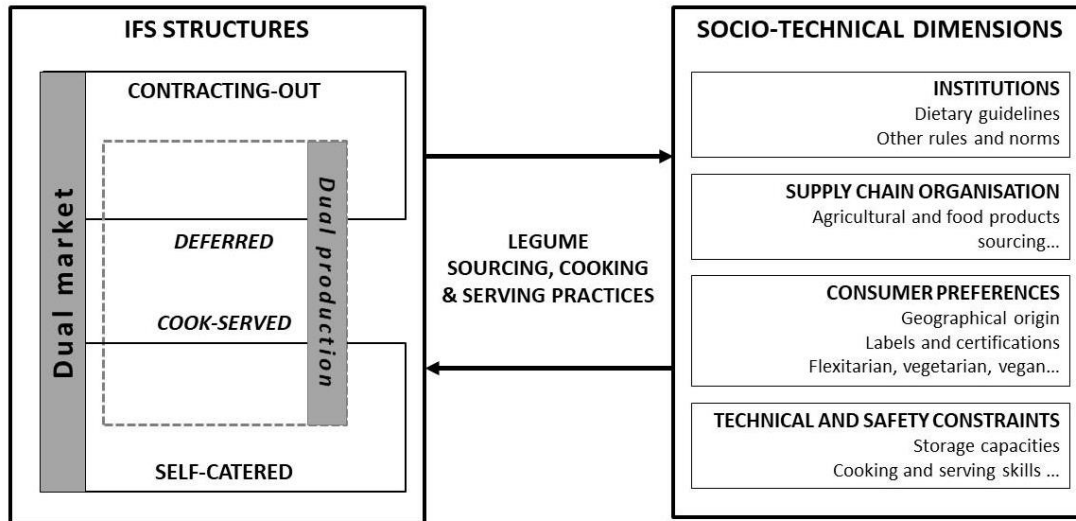 IFS STRUCTURES
CONTRACTING-OUT
Dual market
Dual production
DEFERRED
COOK-SERVED
SELF-CATERED
LEGUME
SOURCING, COOKING
& SERVING PRACTICES
SOCIO-TECHNICAL DIMENSIONS
INSTITUTIONS
Dietary guidelines
Other rules and norms
SUPPLY CHAIN ORGANISATION
Agricultural and food products
sourcing...
CONSUMER PREFERENCES
Geographical origin
Labels and certifications
Flexitarian, vegetarian, vegan...
TECHNICAL AND SAFETY CONSTRAINTS
Storage capacities
Cooking and serving skills ...